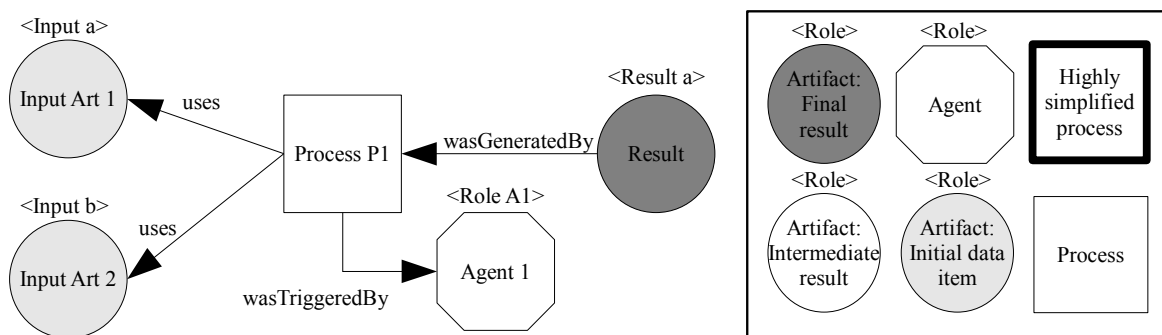 <Input a>
Input Art 1
uses
<Input b>
Input Art 2
uses
Process P1
wasGeneratedBy
<Result a>
Result
<Role A1>
Agent 1
wasTriggeredBy
<Role>
Artifact:
Final
result
<Role>
Agent
Highly
simplified
process
<Role>
Artifact:
Intermediate
result
<Role>
Artifact:
Initial data
item
Process